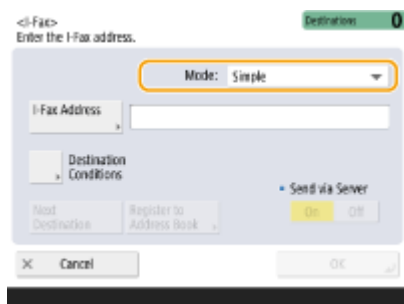 <I-Fax>
Destinations 0
Enter the I-Fax address.
Mode: Simple
I-Fax Address
Destination
Conditions
Send via Server
Next
Destination
Register to
Address Book
On Off
× Cancel
OK